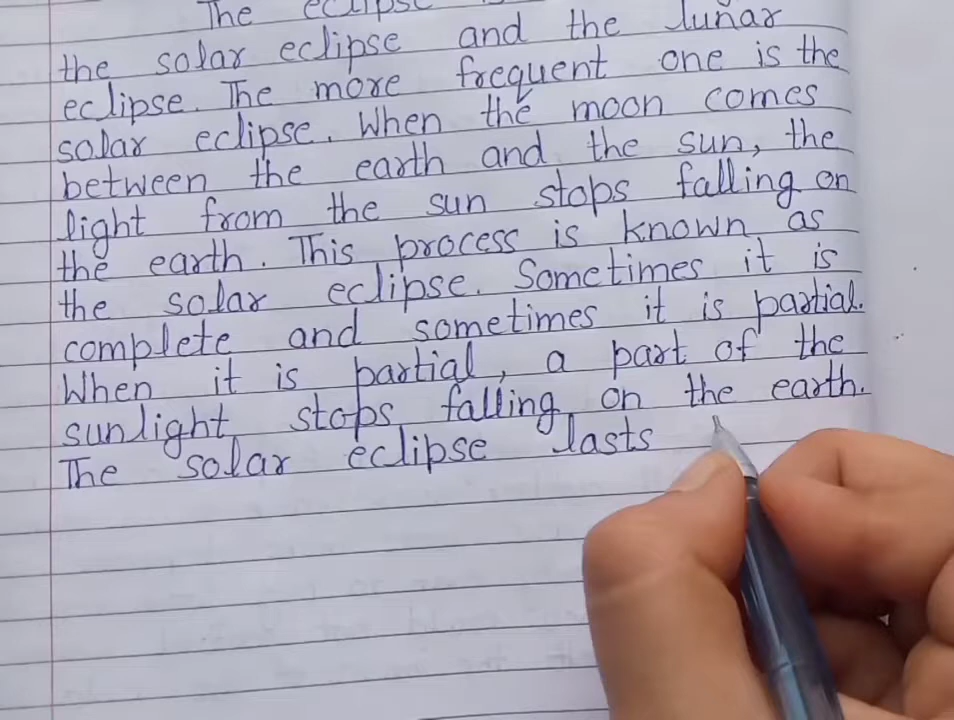 The eclipse
the solar eclipse and the lunar
eclipse. The more frequent one is the
solar eclipse. When the moon comes
between the earth and the sun, the
light from the sun stops falling on
the earth. This process is known as
the solar eclipse. Sometimes it is
complete and sometimes it is partial.
When it is partial, a part of the
sunlight stops falling on the earth.
The solar eclipse lasts